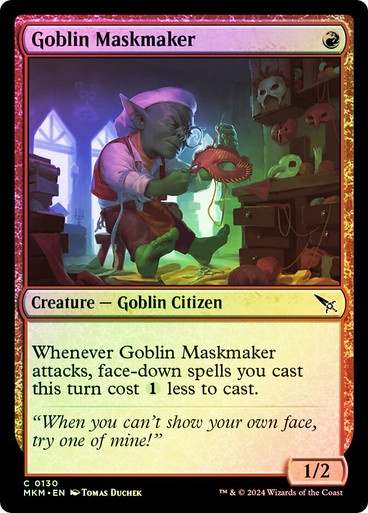 Goblin Maskmaker
Creature — Goblin Citizen
Whenever Goblin Maskmaker
attacks, face-down spells you cast
this turn cost 1 less to cast.
“When you can’t show your own face,
try one of mine!”
1/2
C 0130
MKM • EN Tomas Duchek
™ & © 2024 Wizards of the Coast